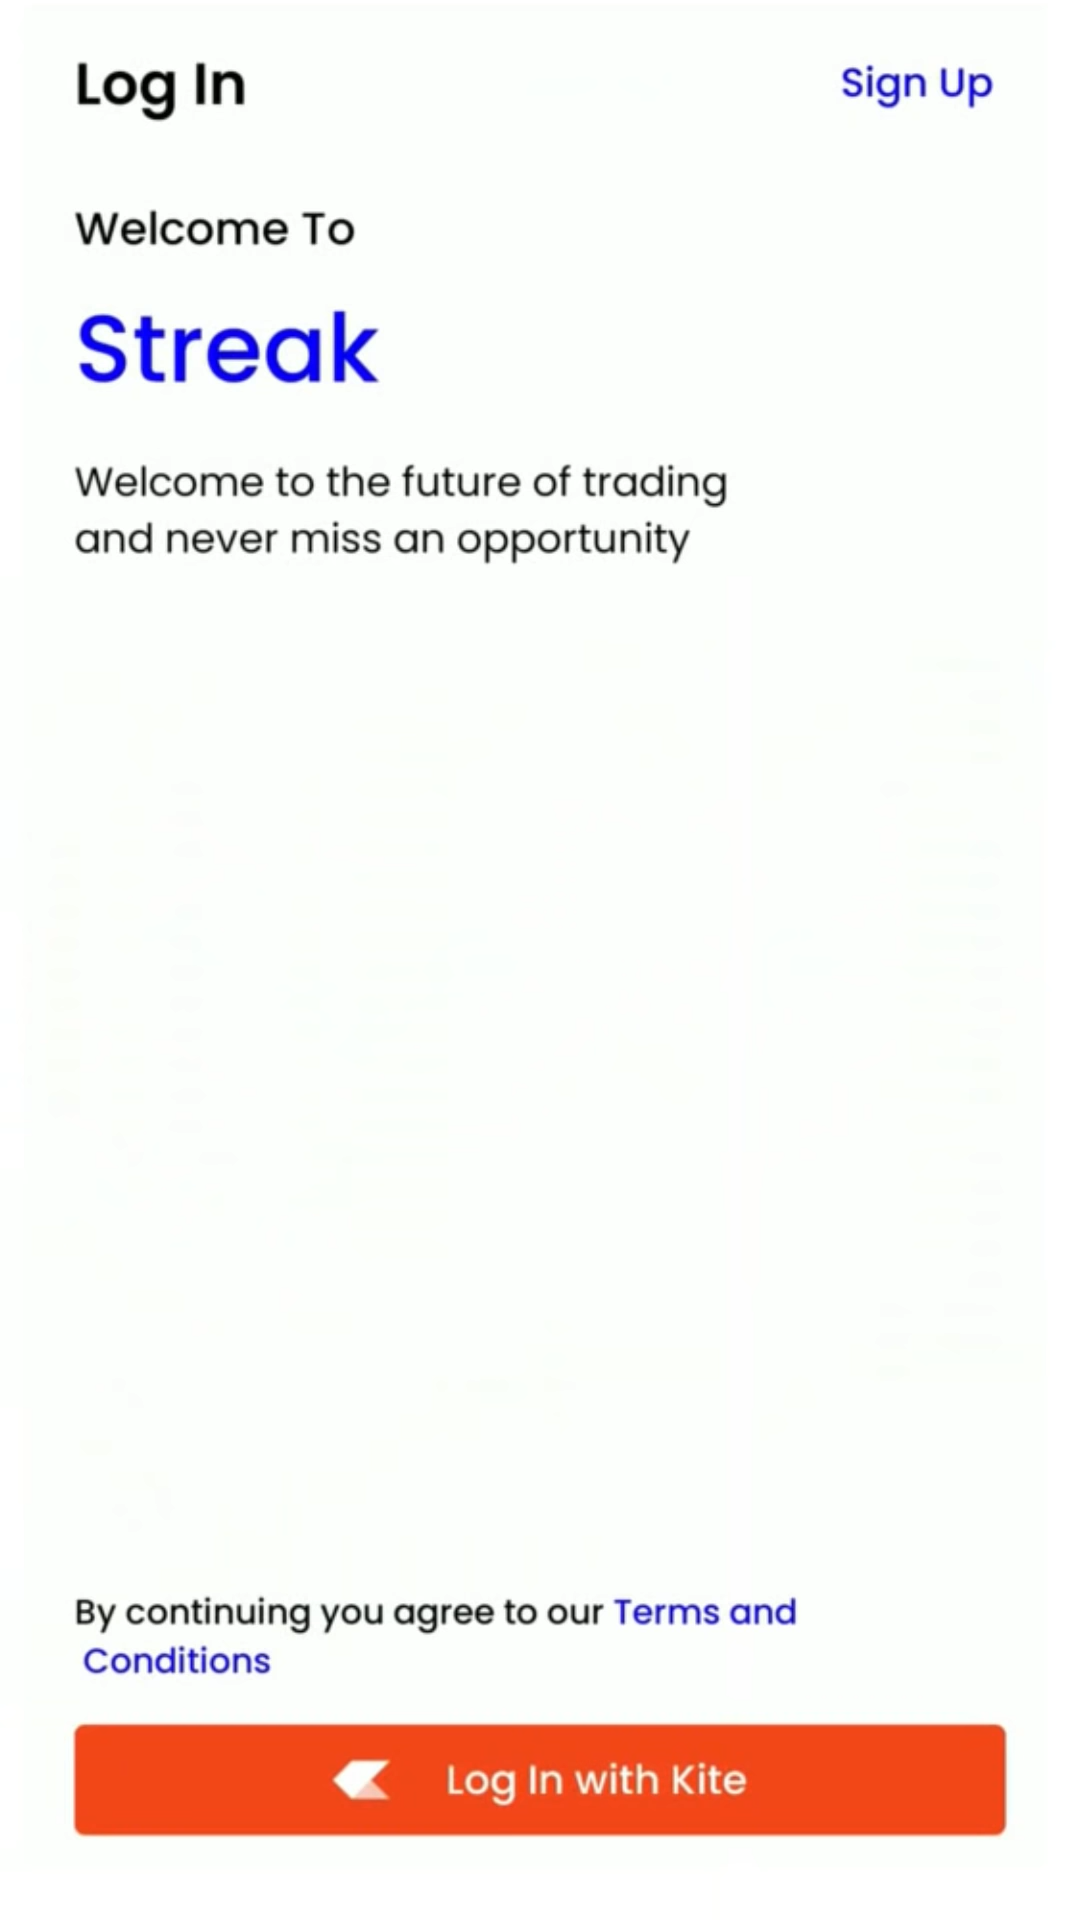 Log In
Sign Up
Welcome To
Streak
Welcome to the future of trading
and never miss an opportunity
By continuing you agree to our Terms and
Conditions
Log In with Kite